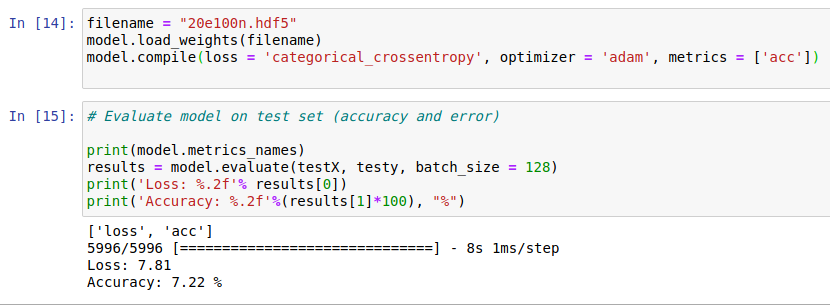 In [14]: filename = "20e100n.hdf5"
model.load_weights(filename)
model.compile(loss = 'categorical_crossentropy', optimizer = 'adam', metrics = ['acc'])
In [15]: # Evaluate model on test set (accuracy and error)
print(model.metrics_names)
results = model.evaluate(testX, testy, batch_size = 128)
print('Loss: %.2f'% results[0])
print('Accuracy: %.2f'%(results[1]*100), "%")
['loss', 'acc']
5996/5996 [==============================] - 8s 1ms/step
Loss: 7.81
Accuracy: 7.22 %